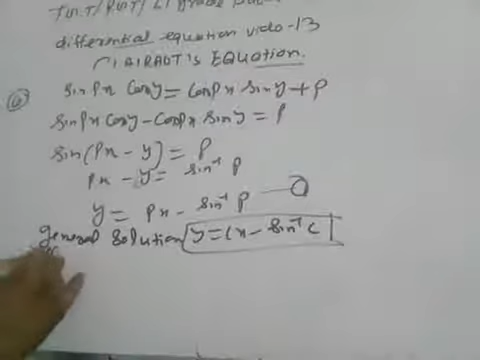 differential equation video-13
CLAIRAUT'S EQUATION.
6 sin px cos y = cos px sin y + p
sin px cos y - cos px sin y = p
sin(px - y) = p
px - y = sin⁻¹ p
y = px - sin⁻¹ p — 1
general solution y = cx - sin⁻¹ c